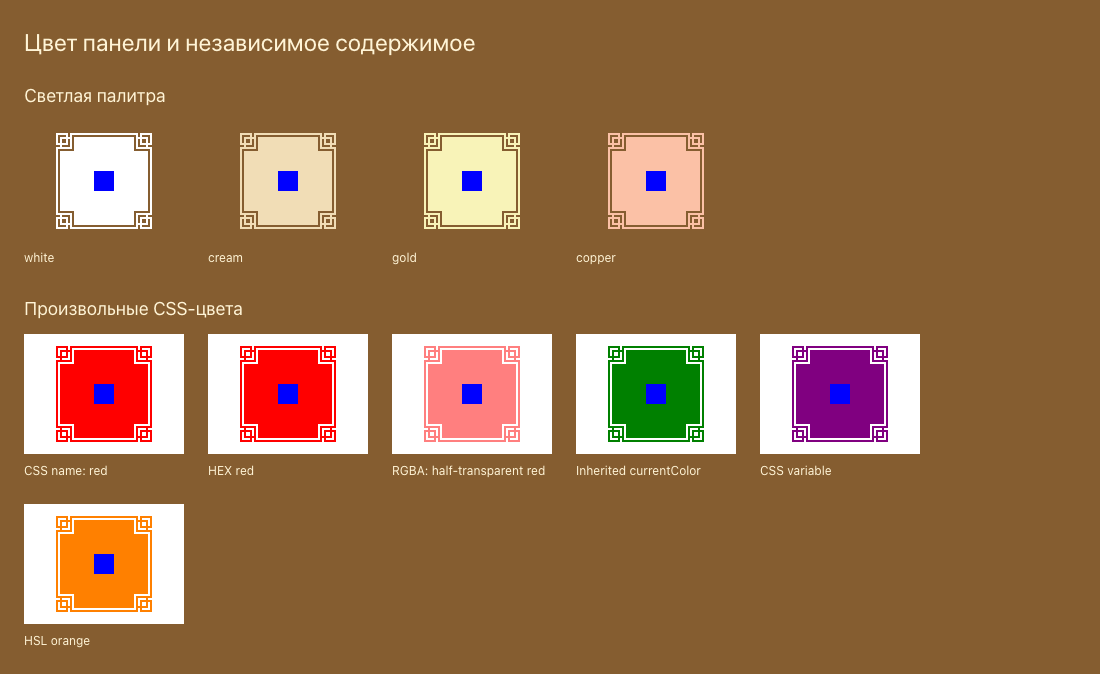 Цвет панели и независимое содержимое
Светлая палитра
white
cream
gold
copper
Произвольные CSS-цвета
CSS name: red
HEX red
RGBA: half-transparent red
Inherited currentColor
CSS variable
HSL orange